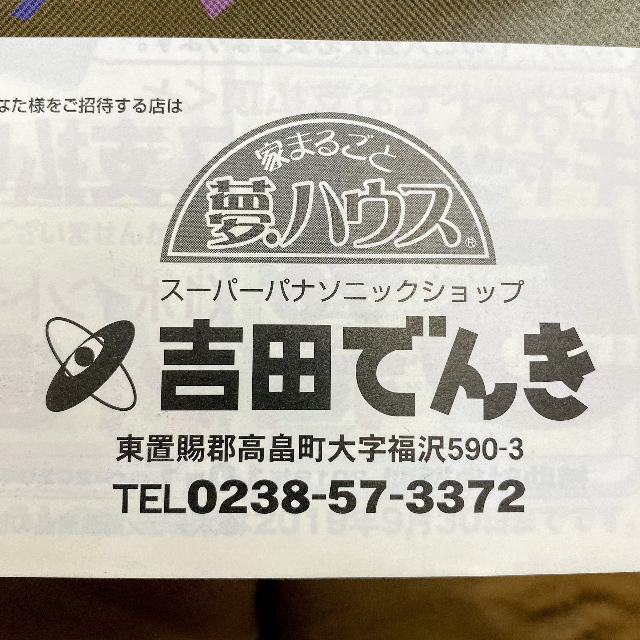 なた様をご招待する店は
家まるごと
夢。ハウス®
スーパーパナソニックショップ
吉田でんき
東置賜郡高畠町大字福沢590-3
TEL0238-57-3372